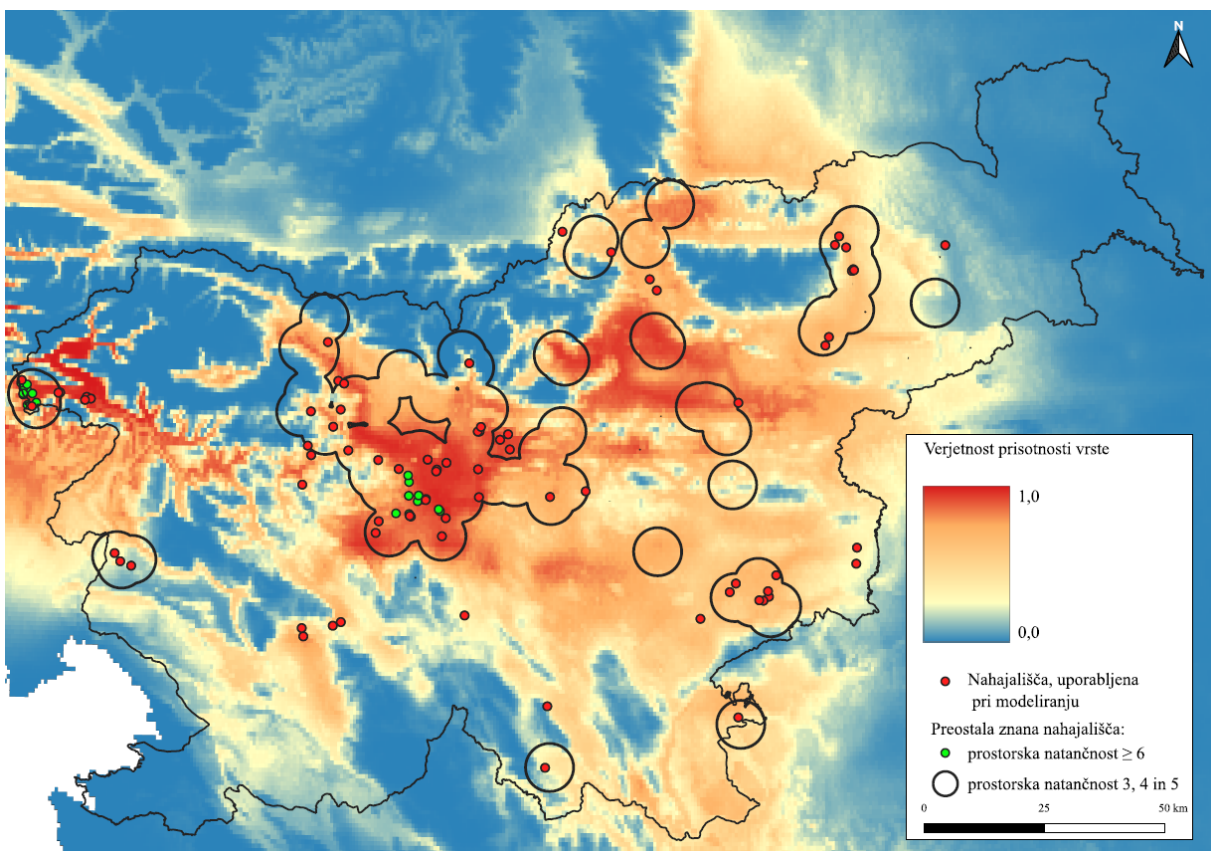 N
Verjetnost prisotnosti vrste
1,0
0,0
Nahajališča, uporabljena
pri modeliranju
Preostala znana nahajališča:
prostorska natančnost ≥ 6
prostorska natančnost 3, 4 in 5
0 25 50 km